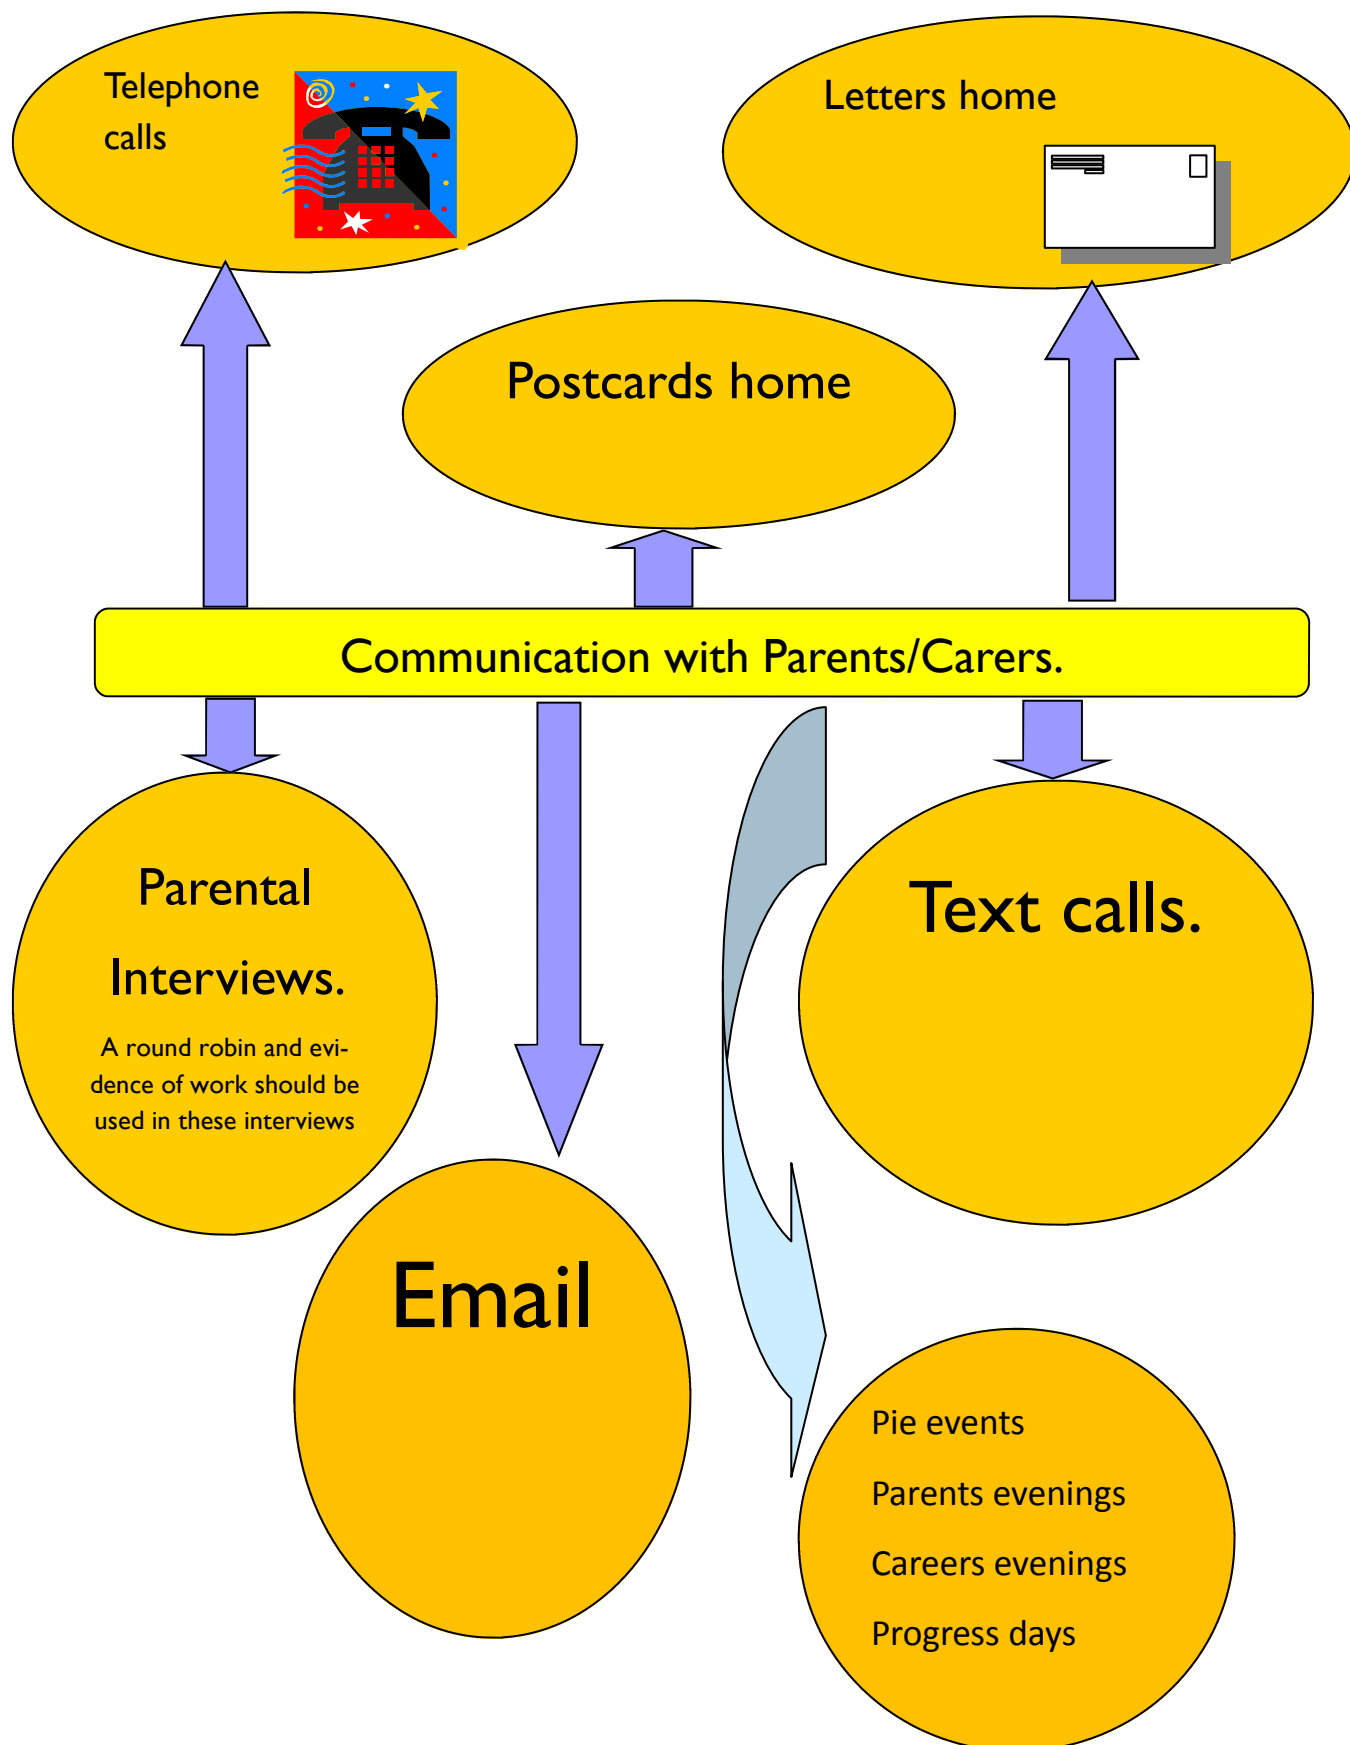 Telephone
calls
Letters home
Postcards home
Communication with Parents/Carers.
Parental
Interviews.
A round robin and evi-
dence of work should be
used in these interviews
Text calls.
Email
Pie events
Parents evenings
Careers evenings
Progress days